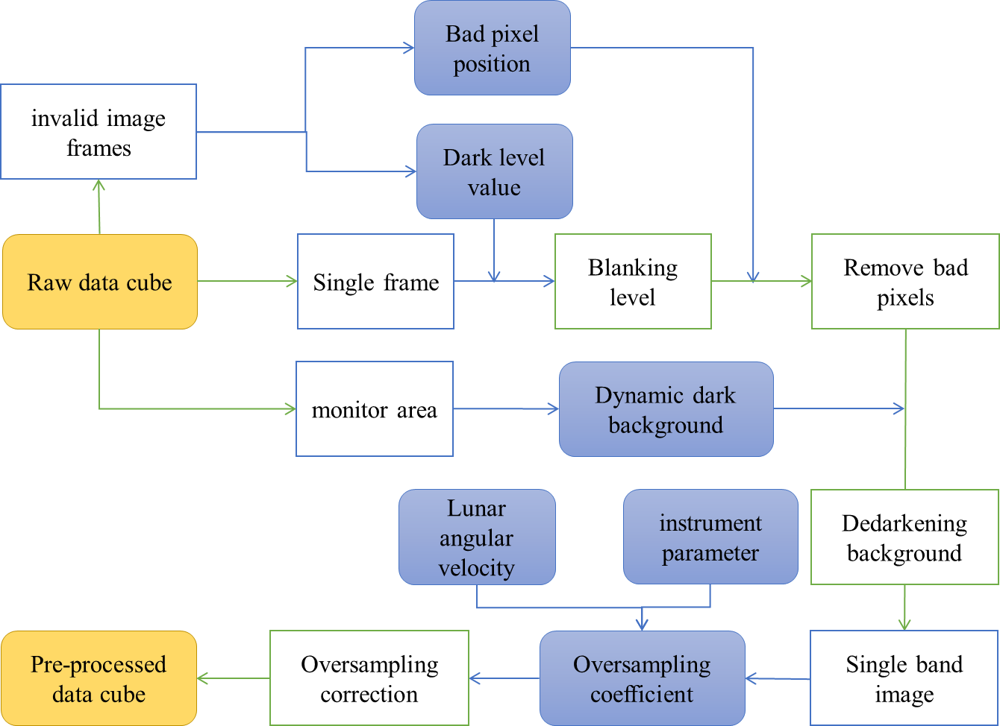 Bad pixel
position
invalid image
frames
Dark level
value
Raw data cube
Single frame
Blanking
level
Remove bad
pixels
monitor area
Dynamic dark
background
Lunar
angular
velocity
instrument
parameter
Dedarkening
background
Pre-processed
data cube
Oversampling
correction
Oversampling
coefficient
Single band
image